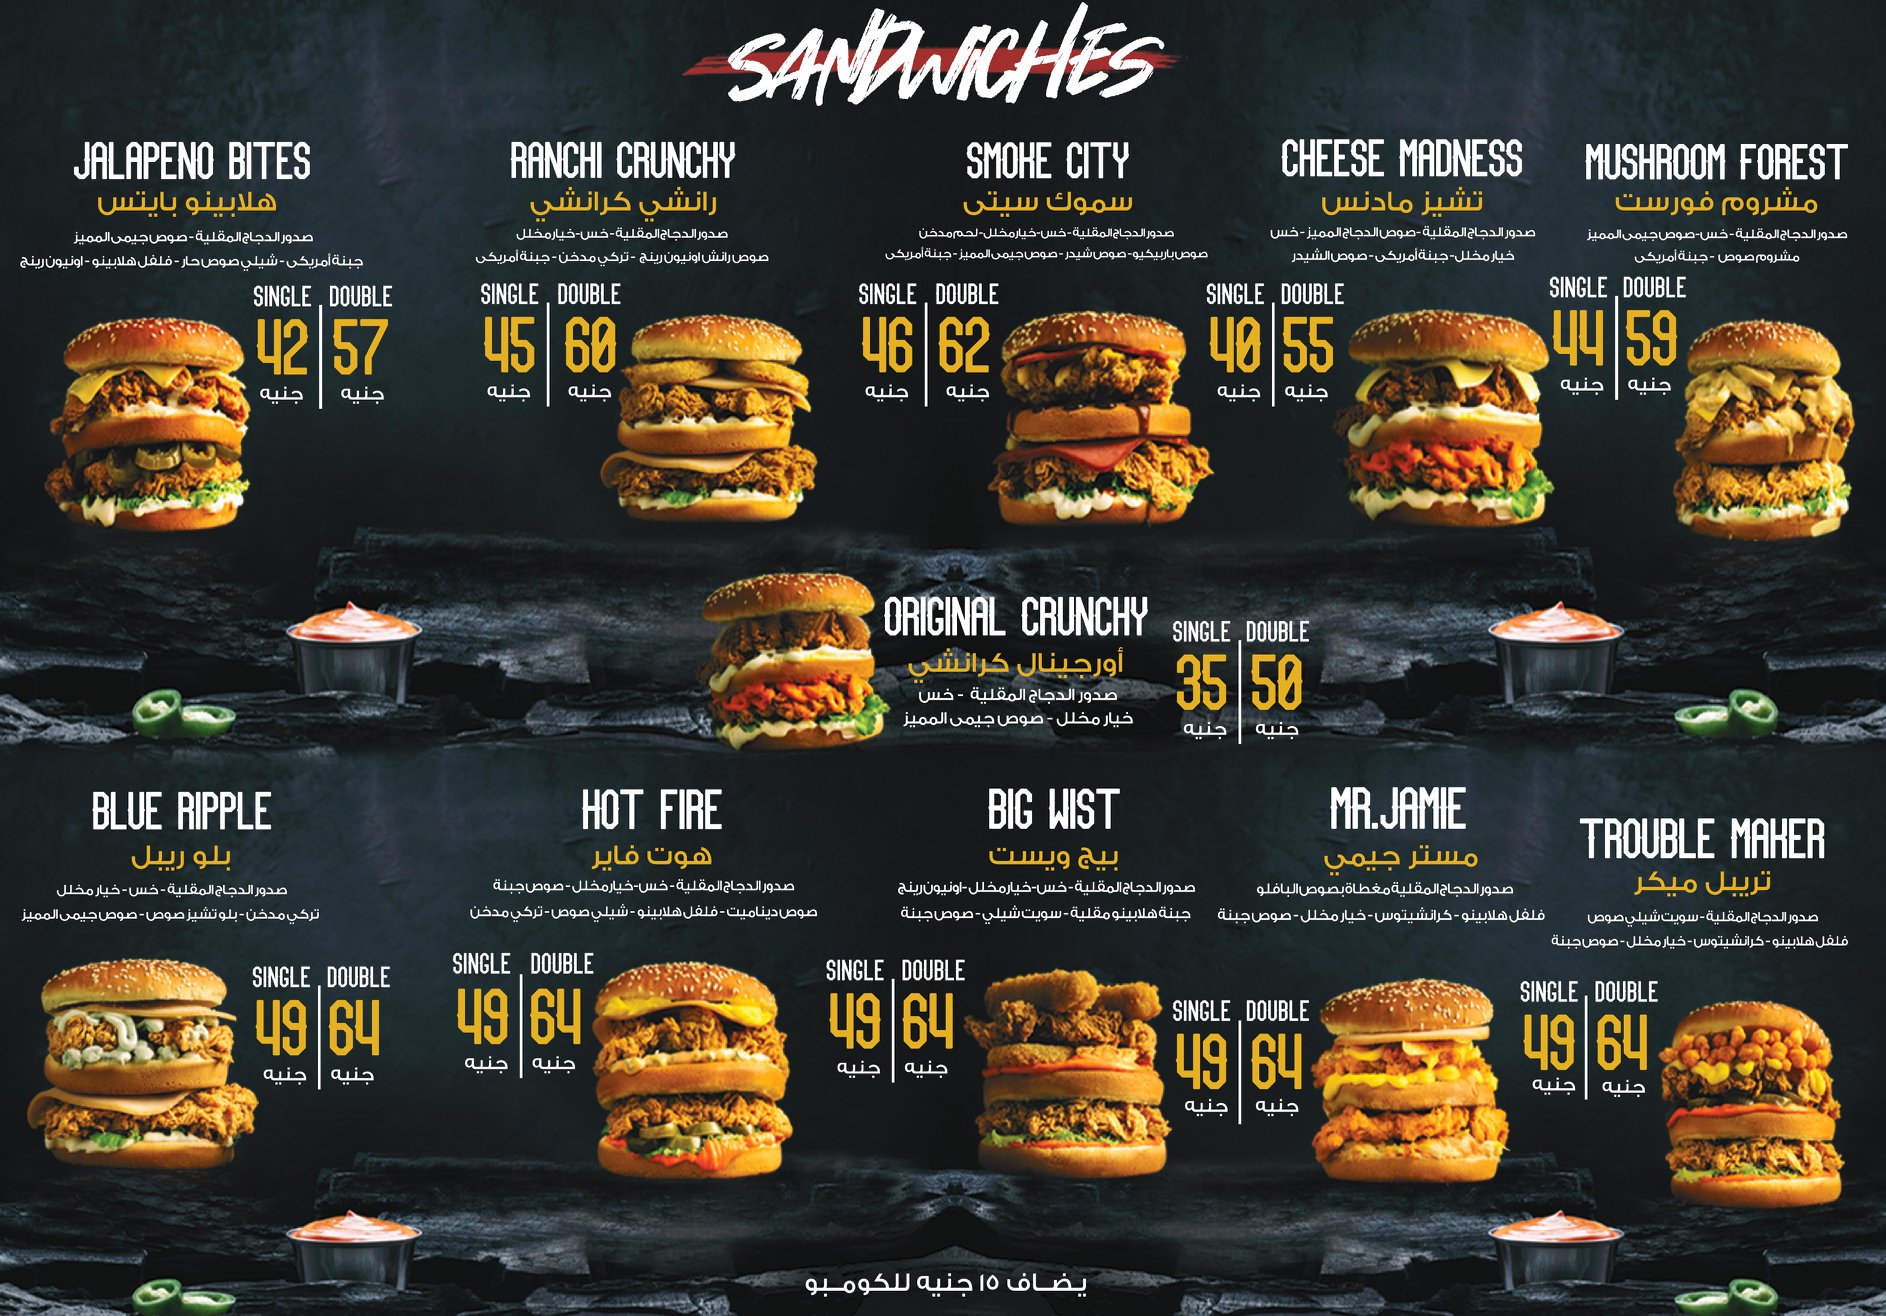 SANDWICHES
JALAPENO BITES
هلابينو بايتس
صدور الدجاج المقلية - صوص جيمى المميز
جبنة أمريكى - شيلي صوص حار - فلفل هلابينو - اونيون رينج
SINGLE DOUBLE
42 57
جنيه جنيه
RANCHI CRUNCHY
رانشي كرانشي
صدور الدجاج المقلية - خس - خيار مخلل
صوص رانش اونيون رينج - تركي مدخن - جبنة أمريكى
SINGLE DOUBLE
45 60
جنيه جنيه
SMOKE CITY
سموك سيتى
صدور الدجاج المقلية - خس - خيار مخلل - لحم مدخن
صوص باربيكيو - صوص شيدر - صوص جيمى المميز - جبنة أمريكى
SINGLE DOUBLE
46 62
جنيه جنيه
CHEESE MADNESS
تشيز مادنس
صدور الدجاج المقلية - صوص الدجاج المميز - خس
خيار مخلل - جبنة أمريكى - صوص الشيدر
SINGLE DOUBLE
40 55
جنيه جنيه
MUSHROOM FOREST
مشروم فورست
صدور الدجاج المقلية - خس - صوص جيمى المميز
مشروم صوص - جبنة أمريكى
SINGLE DOUBLE
44 59
جنيه جنيه
ORIGINAL CRUNCHY
أورجينال كرانشي
صدور الدجاج المقلية - خس
خيار مخلل - صوص جيمى المميز
SINGLE DOUBLE
35 50
جنيه جنيه
BLUE RIPPLE
بلو ريبل
صدور الدجاج المقلية - خس - خيار مخلل
تركي مدخن - بلو تشيز صوص - صوص جيمى المميز
SINGLE DOUBLE
49 64
جنيه جنيه
HOT FIRE
هوت فاير
صدور الدجاج المقلية - خس - خيار مخلل - صوص جبنة
صوص ديناميت - فلفل هلابينو - شيلي صوص - تركي مدخن
SINGLE DOUBLE
49 64
جنيه جنيه
BIG WIST
بيج ويست
صدور الدجاج المقلية - خس - خيار مخلل - اونيون رينج
جبنة هلابينو مقلية - سويت شيلي - صوص جبنة
SINGLE DOUBLE
49 64
جنيه جنيه
MR.JAMIE
مستر جيمي
صدور الدجاج المقلية مغطاة بصوص البافلو
فلفل هلابينو - كرانشيتوس - خيار مخلل - صوص جبنة
SINGLE DOUBLE
49 64
جنيه جنيه
TROUBLE MAKER
تريبل ميكر
صدور الدجاج المقلية - سويت شيلي صوص
فلفل هلابينو - كرانشيتوس - خيار مخلل - صوص جبنة
SINGLE DOUBLE
49 64
جنيه جنيه
يضاف ١٥ جنيه للكومبو